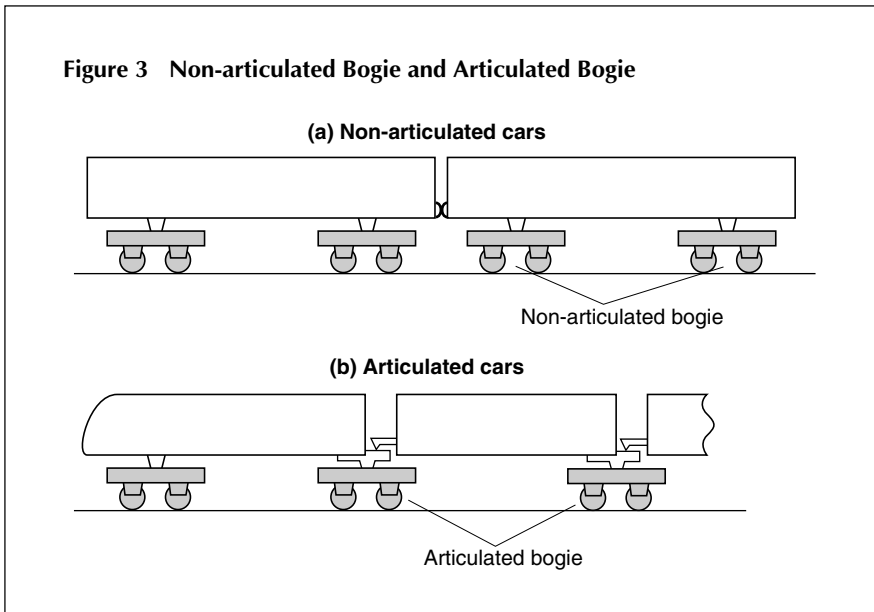 Figure 3 Non-articulated Bogie and Articulated Bogie
(a) Non-articulated cars
Non-articulated bogie
(b) Articulated cars
Articulated bogie